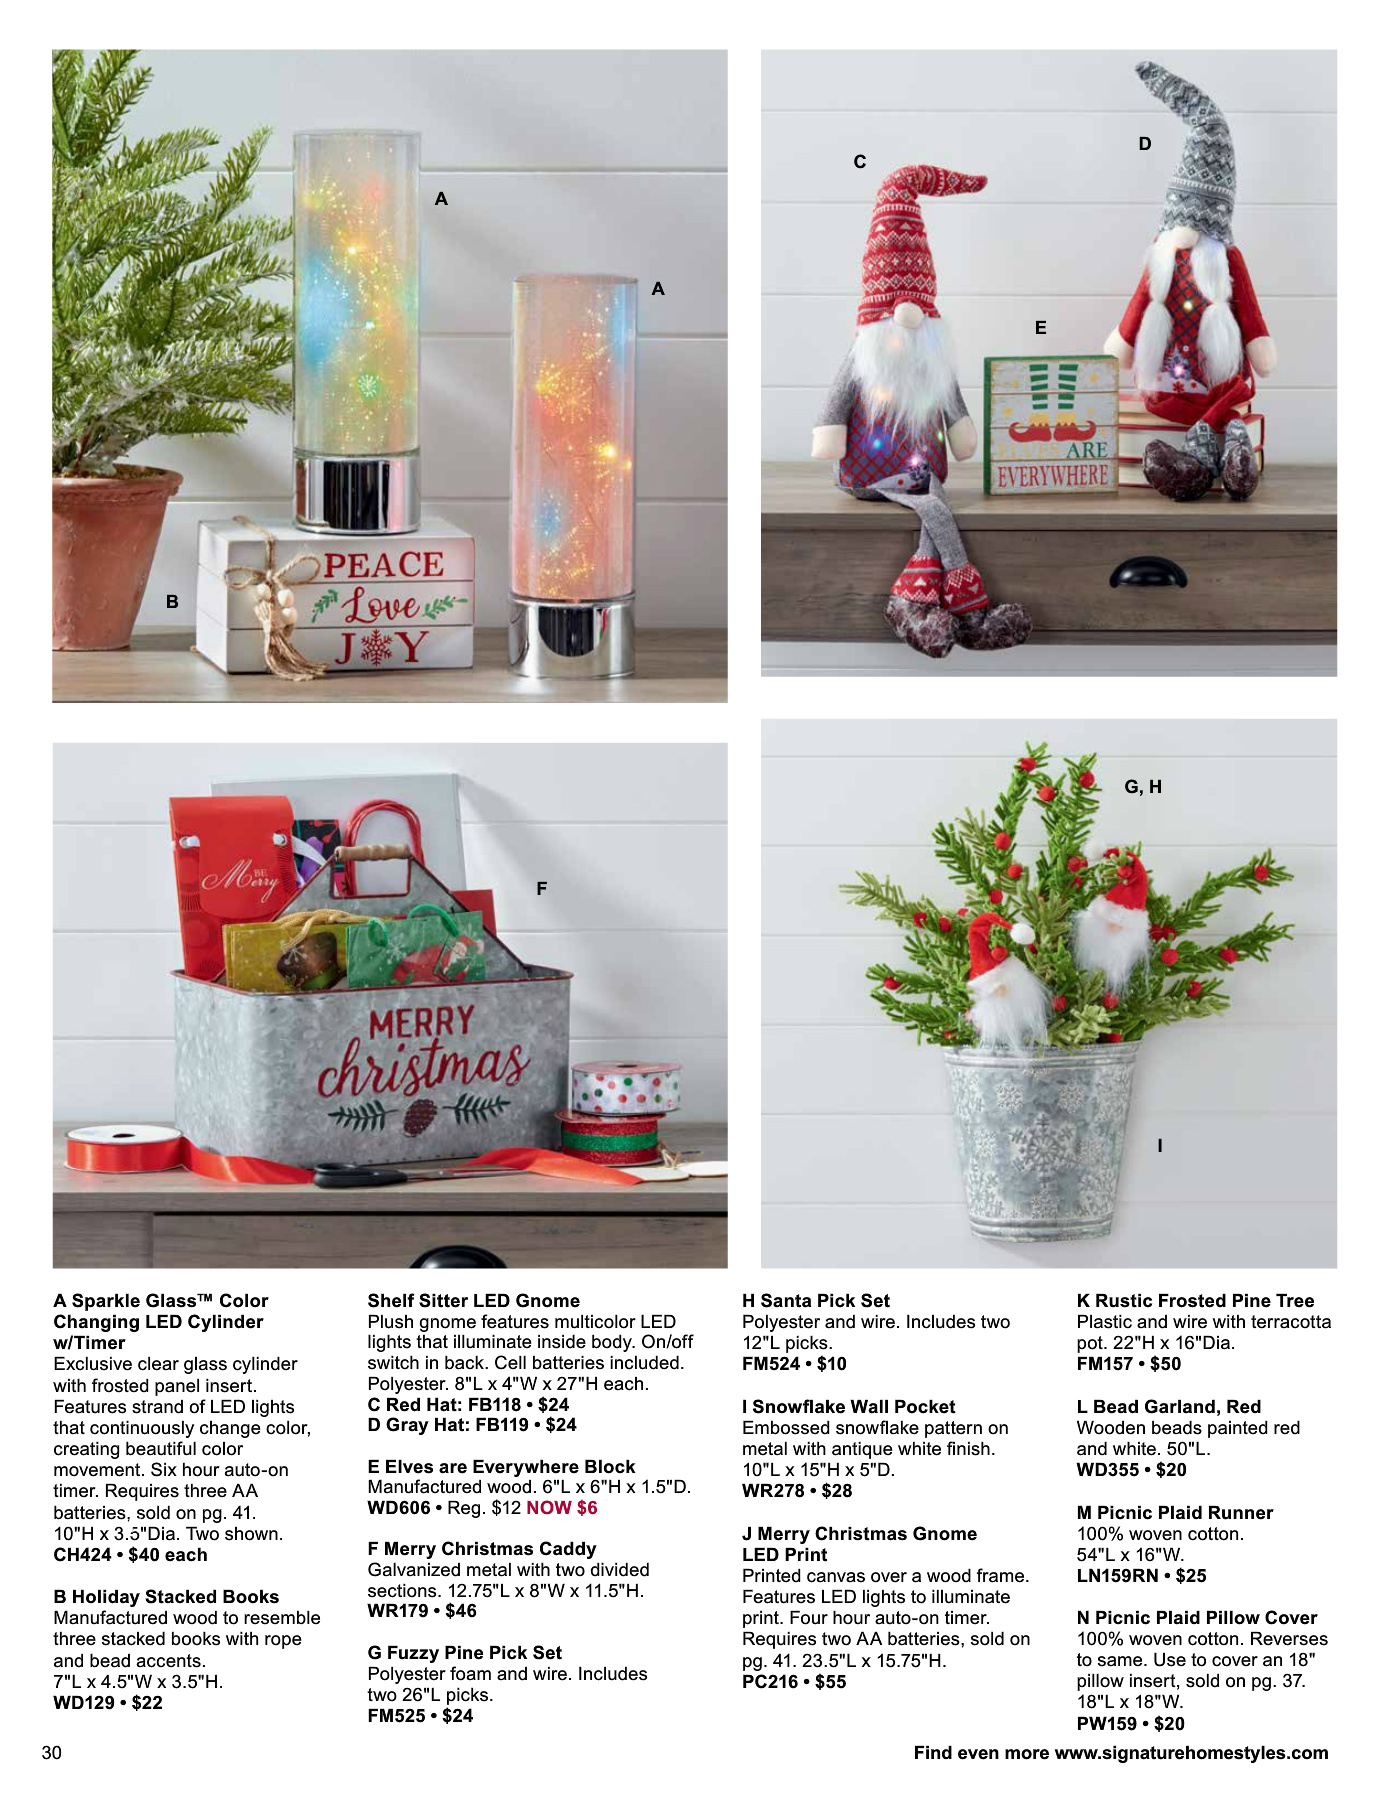 A
A
B
PEACE
Love
JOY
C
D
E
ELVES ARE
EVERYWHERE
F
BE
Merry
MERRY
christmas
G, H
I
A Sparkle Glass™ Color
Changing LED Cylinder
w/Timer
Exclusive clear glass cylinder
with frosted panel insert.
Features strand of LED lights
that continuously change color,
creating beautiful color
movement. Six hour auto-on
timer. Requires three AA
batteries, sold on pg. 41.
10"H x 3.5"Dia. Two shown.
CH424 • $40 each
B Holiday Stacked Books
Manufactured wood to resemble
three stacked books with rope
and bead accents.
7"L x 4.5"W x 3.5"H.
WD129 • $22
Shelf Sitter LED Gnome
Plush gnome features multicolor LED
lights that illuminate inside body. On/off
switch in back. Cell batteries included.
Polyester. 8"L x 4"W x 27"H each.
C Red Hat: FB118 • $24
D Gray Hat: FB119 • $24
E Elves are Everywhere Block
Manufactured wood. 6"L x 6"H x 1.5"D.
WD606 • Reg. $12 NOW $6
F Merry Christmas Caddy
Galvanized metal with two divided
sections. 12.75"L x 8"W x 11.5"H.
WR179 • $46
G Fuzzy Pine Pick Set
Polyester foam and wire. Includes
two 26"L picks.
FM525 • $24
H Santa Pick Set
Polyester and wire. Includes two
12"L picks.
FM524 • $10
I Snowflake Wall Pocket
Embossed snowflake pattern on
metal with antique white finish.
10"L x 15"H x 5"D.
WR278 • $28
J Merry Christmas Gnome
LED Print
Printed canvas over a wood frame.
Features LED lights to illuminate
print. Four hour auto-on timer.
Requires two AA batteries, sold on
pg. 41. 23.5"L x 15.75"H.
PC216 • $55
K Rustic Frosted Pine Tree
Plastic and wire with terracotta
pot. 22"H x 16"Dia.
FM157 • $50
L Bead Garland, Red
Wooden beads painted red
and white. 50"L.
WD355 • $20
M Picnic Plaid Runner
100% woven cotton.
54"L x 16"W.
LN159RN • $25
N Picnic Plaid Pillow Cover
100% woven cotton. Reverses
to same. Use to cover an 18"
pillow insert, sold on pg. 37.
18"L x 18"W.
PW159 • $20
30
Find even more www.signaturehomestyles.com